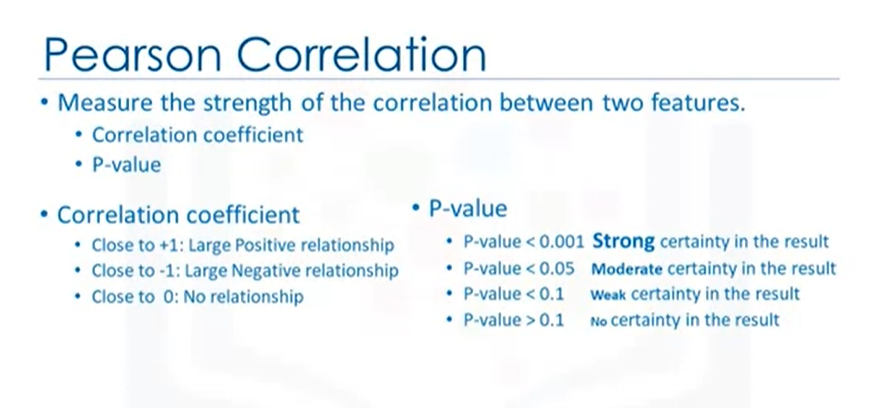 Pearson Correlation
• Measure the strength of the correlation between two features.
• Correlation coefficient
• P-value
• Correlation coefficient
• Close to +1: Large Positive relationship
• Close to -1: Large Negative relationship
• Close to 0: No relationship
• P-value
• P-value < 0.001 Strong certainty in the result
• P-value < 0.05 Moderate certainty in the result
• P-value < 0.1 Weak certainty in the result
• P-value > 0.1 No certainty in the result